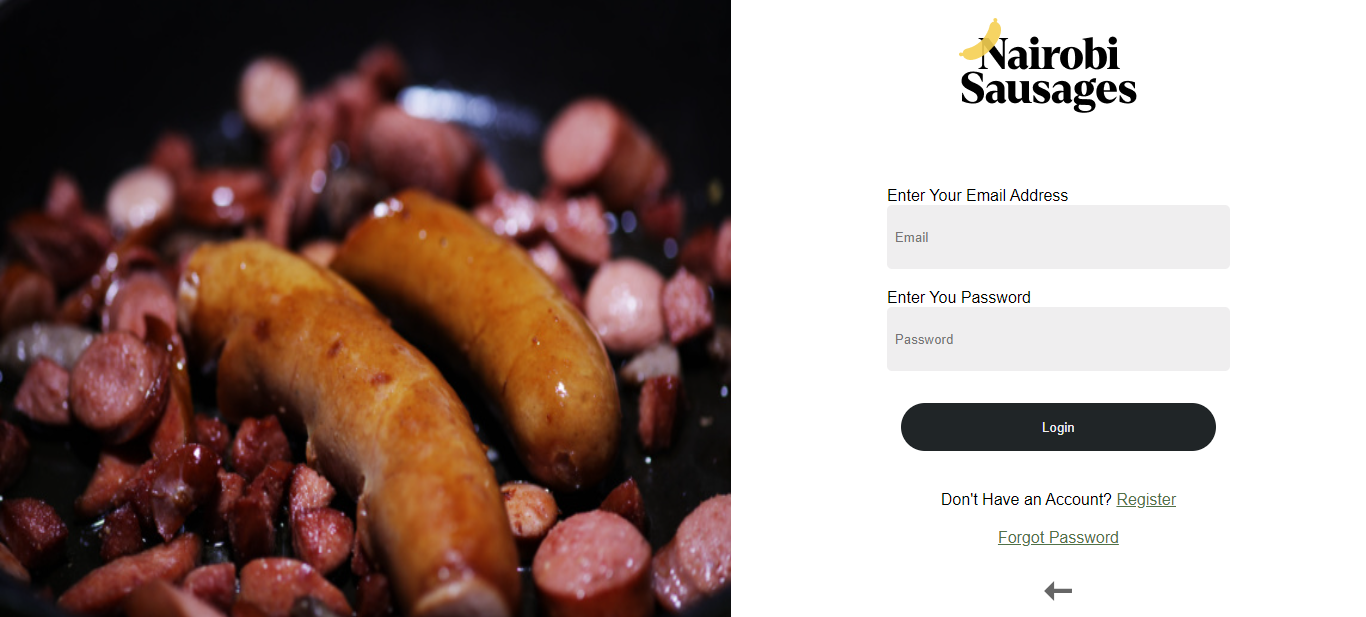 Nairobi
Sausages
Enter Your Email Address
Email
Enter You Password
Password
Login
Don't Have an Account? Register
Forgot Password